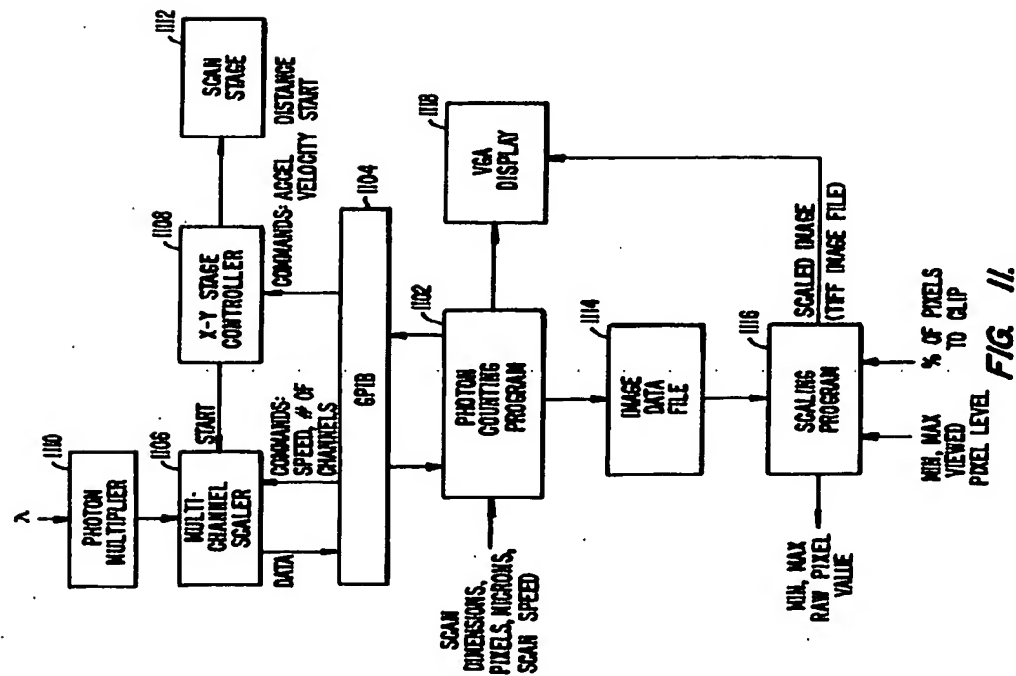 λ
1110
PHOTON
MULTIPLIER
1106
MULTI-
CHANNEL
SCALER
START
1108
X-Y STAGE
CONTROLLER
1112
SCAN
STAGE
DATA
COMMANDS:
SPEED, # OF
CHANNELS
COMMANDS: ACCEL DISTANCE
VELOCITY START
1104
GPIB
SCAN
DIMENSIONS,
PIXELS, MICRONS,
SCAN SPEED
1102
PHOTON
COUNTING
PROGRAM
1118
VGA
DISPLAY
1114
IMAGE
DATA
FILE
1116
SCALING
PROGRAM
SCALED IMAGE
(TIFF IMAGE FILE)
MIN, MAX
RAW PIXEL
VALUE
MIN, MAX
VIEWED
PIXEL LEVEL
% OF PIXELS
TO CLIP
FIG. 11.